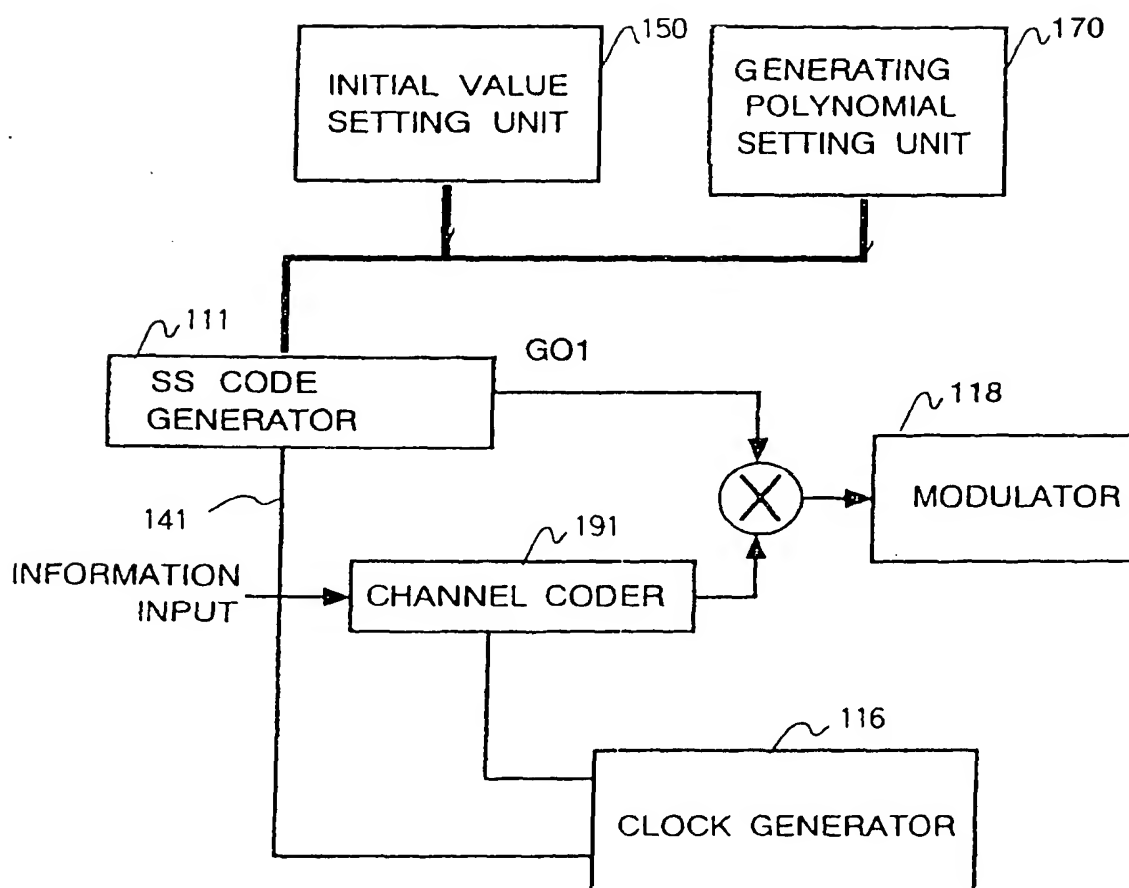 150
170
INITIAL VALUE
SETTING UNIT
GENERATING
POLYNOMIAL
SETTING UNIT
111
GO1
SS CODE
GENERATOR
118
MODULATOR
141
191
INFORMATION
INPUT
CHANNEL CODER
116
CLOCK GENERATOR